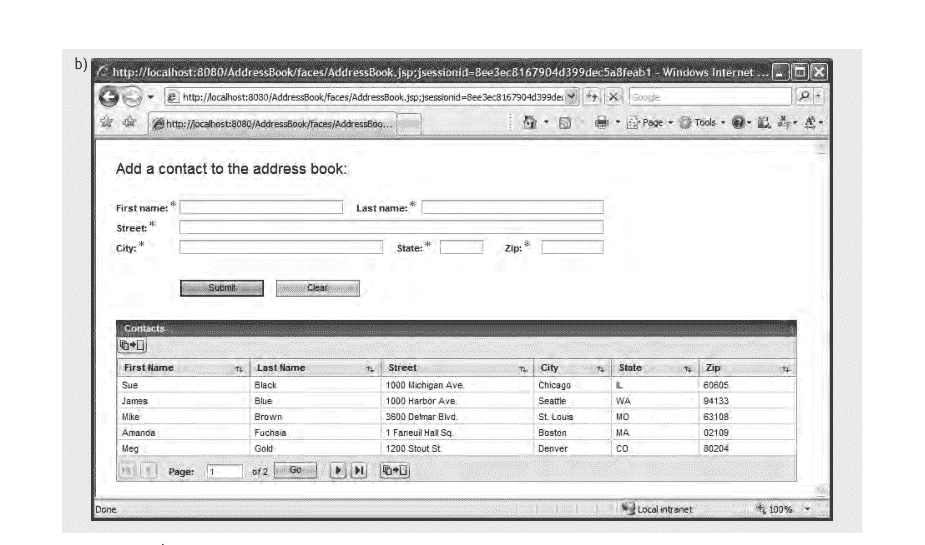 b)
http://localhost:8080/AddressBook/faces/AddressBook.jsp;jsessionid=8ee3ec8167904d399dec5a8feab1 - Windows Internet ...
http://localhost:8080/AddressBook/faces/AddressBook.jsp;jsessionid=8ee3ec8167904d399dec Google
http://localhost:8080/AddressBook/faces/AddressBoo... Page Tools
Add a contact to the address book:
First name: * Last name: *
Street: *
City: * State: * Zip: *
Submit Clear
Contacts
First Name Last Name Street City State Zip
Sue Black 1000 Michigan Ave. Chicago IL 60605
James Blue 1000 Harbor Ave. Seattle WA 94133
Mike Brown 3600 Delmar Blvd. St. Louis MO 63108
Amanda Fuchsia 1 Faneuil Hall Sq. Boston MA 02109
Meg Gold 1200 Stout St. Denver CO 80204
Page: 1 of 2 Go
Done Local intranet 100%